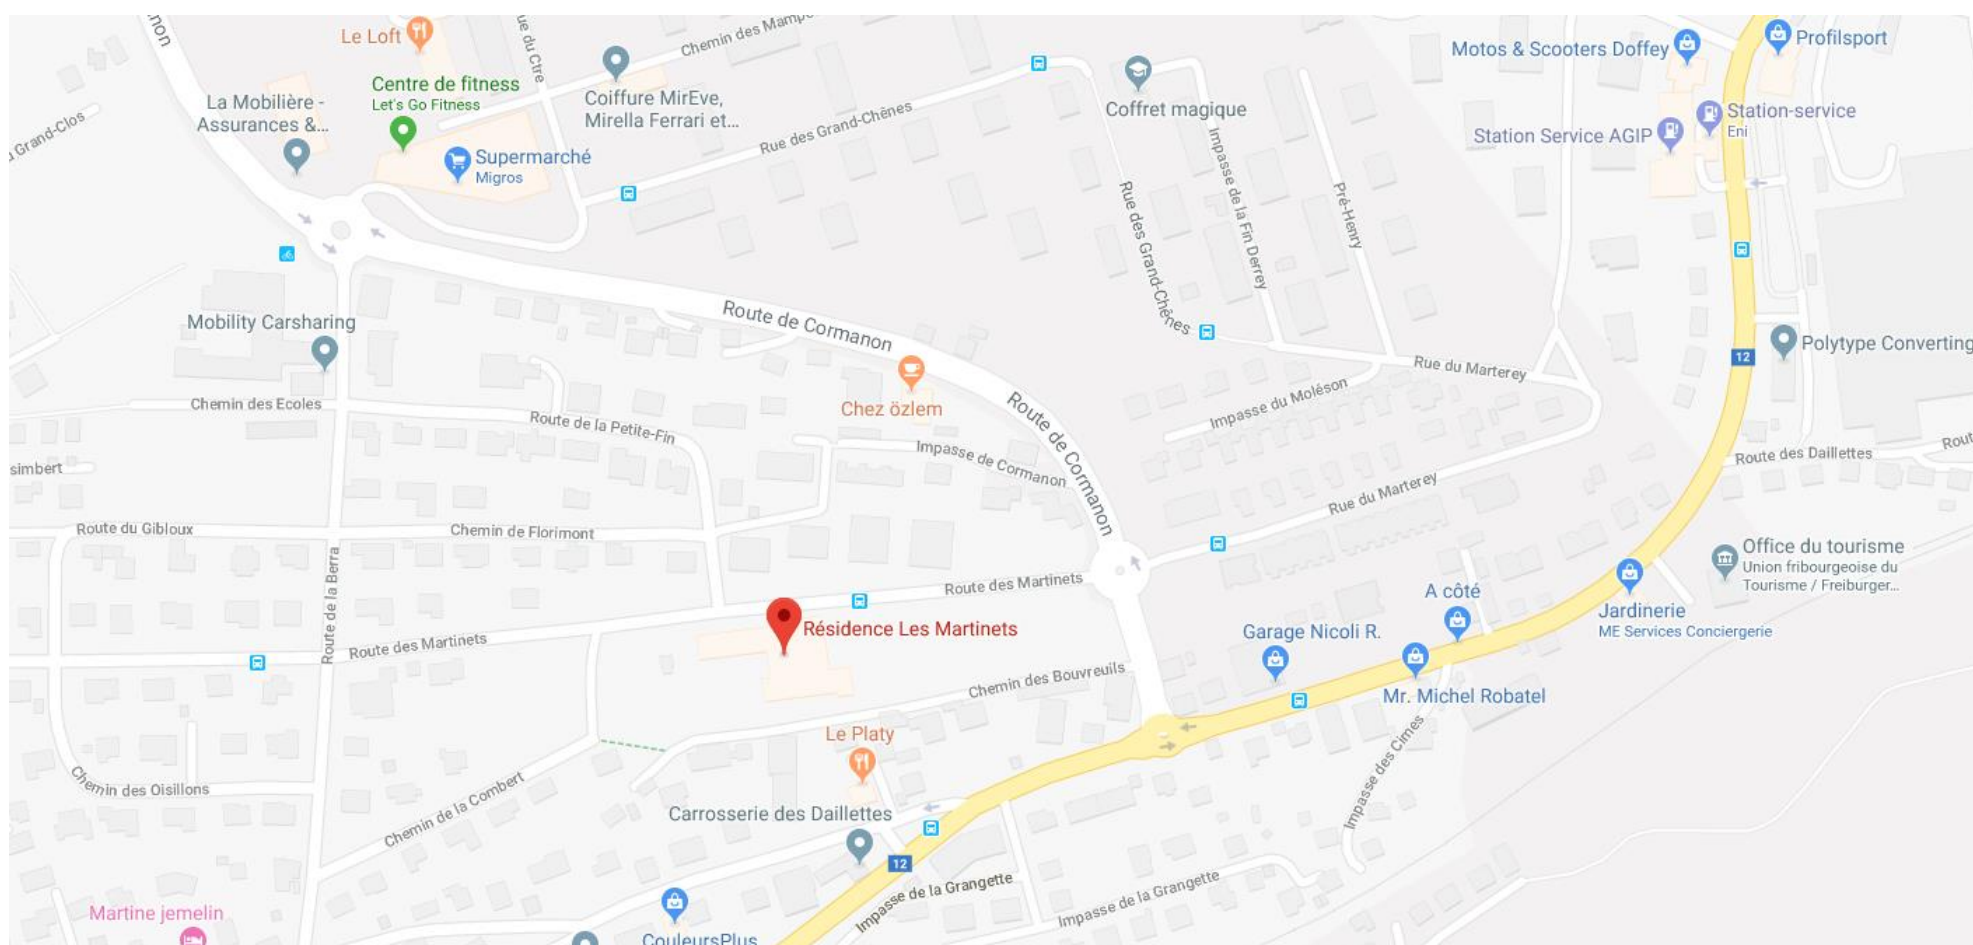 Le Loft
Chemin des Mampe
ue du Ctre
Motos & Scooters Doffey
Profilsport
Centre de fitness
Let's Go Fitness
La Mobilière -
Assurances &...
Coiffure MirEve,
Mirella Ferrari et...
Rue des Grand-Chênes
Coffret magique
Station-service
Eni
Station Service AGIP
Grand-Clos
Supermarché
Migros
Impasse de la Fin Derrey
Pré-Henry
Rue des Grand-Chênes
Mobility Carsharing
Route de Cormanon
12
Polytype Converting
Rue du Marterey
Chez özlem
Route de Cormanon
Impasse du Moléson
Chemin des Ecoles
Route de la Petite-Fin
Impasse de Cormanon
simbert
Route des Daillettes
Rout
Rue du Marterey
Route du Gibloux
Chemin de Florimont
Office du tourisme
Union fribourgeoise du
Tourisme / Freiburger...
Route de la Berra
Route des Martinets
A côté
Jardinerie
ME Services Conciergerie
Résidence Les Martinets
Garage Nicoli R.
Route des Martinets
Chemin des Bouvreuils
Mr. Michel Robatel
Le Platy
Impasse des Cimes
Chemin des Oisillons
Chemin de la Combert
Carrosserie des Daillettes
12
Impasse de la Grangette
Impasse de la Grangette
Martine jemelin
CouleursPlus